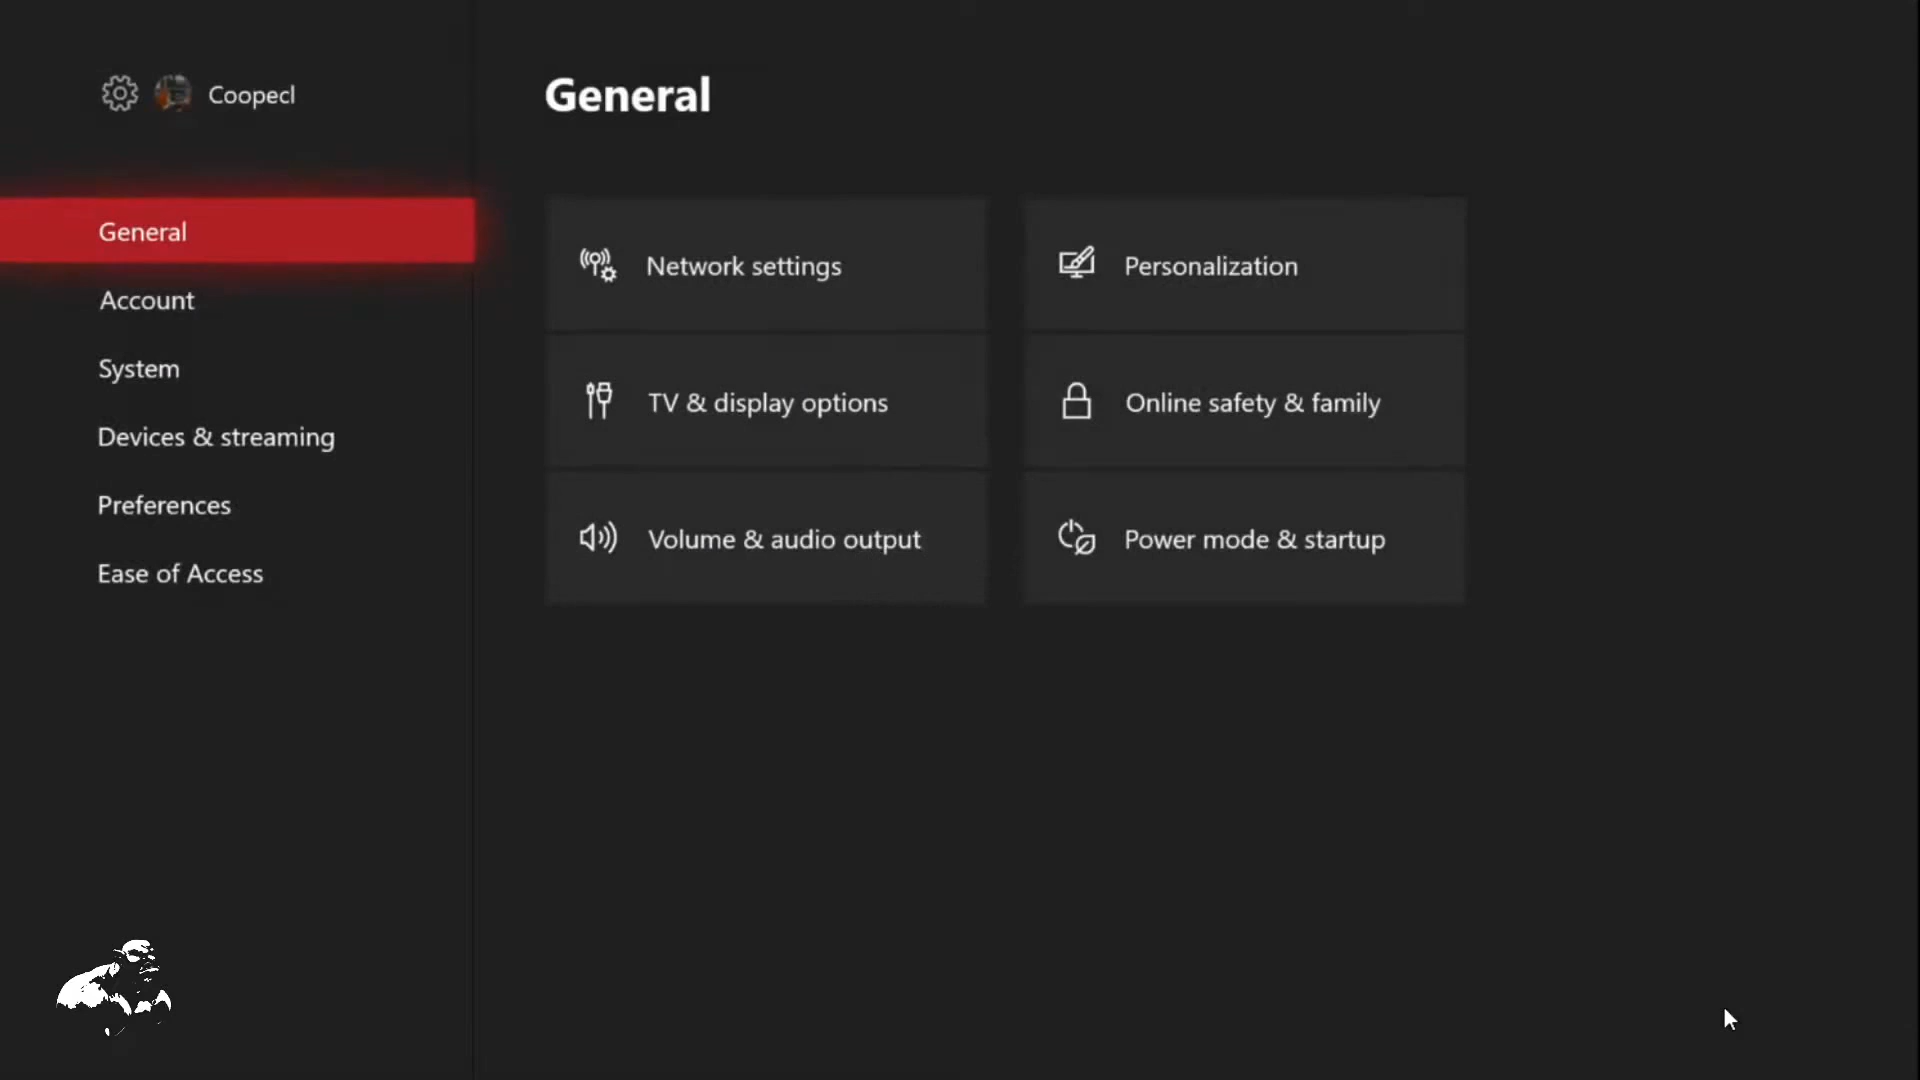 Coopecl
General
Account
System
Devices & streaming
Preferences
Ease of Access
General
Network settings
Personalization
TV & display options
Online safety & family
Volume & audio output
Power mode & startup